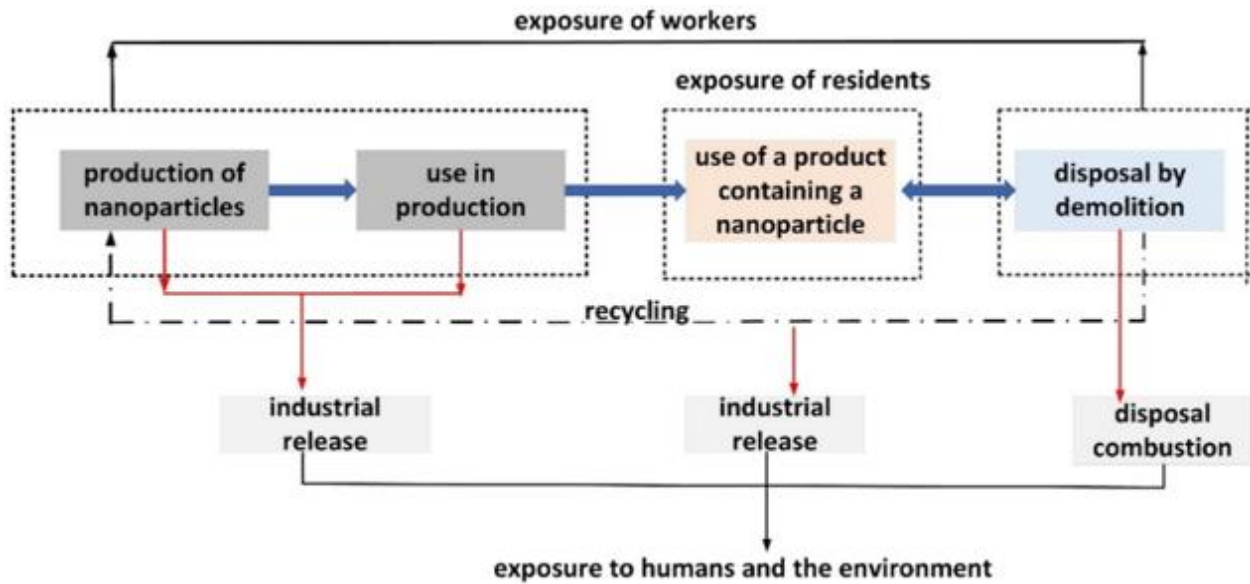 exposure of workers
exposure of residents
production of
nanoparticles
use in
production
use of a product
containing a
nanoparticle
disposal by
demolition
recycling
industrial
release
industrial
release
disposal
combustion
exposure to humans and the environment